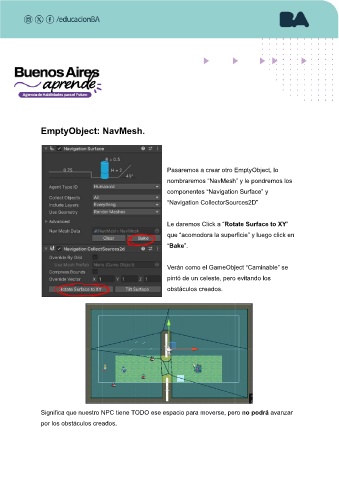 /educacionBA
BA
Buenos Aires
aprende
Agencia de Habilidades para el Futuro
EmptyObject: NavMesh.
Navigation Surface
R = 0.5
0.75
H = 2
45°
Agent Type ID Humanoid
Collect Objects All
Include Layers Everything
Use Geometry Render Meshes
Advanced
Nav Mesh Data
Clear Bake
Navigation CollectSources2d
Override By Grid
Compress Bounds
Override Vector X 1 Y 1 Z 1
Rotate Surface to XY Tilt Surface
Pasaremos a crear otro EmptyObject, lo
nombraremos “NavMesh” y le pondremos los
componentes “Navigation Surface” y
“Navigation CollectorSources2D”
Le daremos Click a “Rotate Surface to XY”
que “acomodora la superficie” y luego click en
“Bake”.
Verán como el GameObject “Caminable” se
pintó de un celeste, pero evitando los
obstáculos creados.
Significa que nuestro NPC tiene TODO ese espacio para moverse, pero no podrá avanzar
por los obstáculos creados.